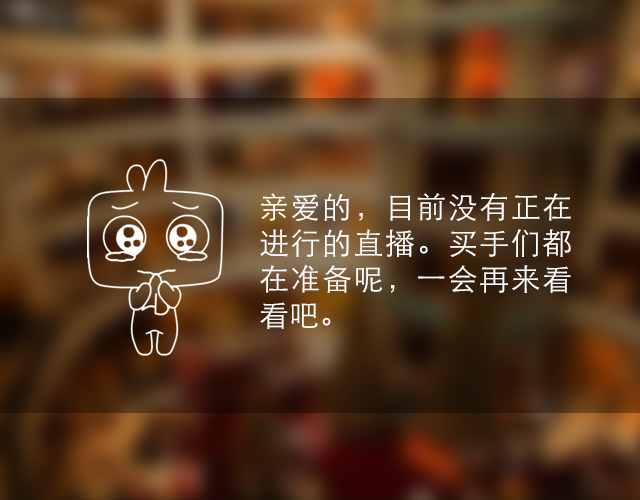 亲爱的，目前没有正在
进行的直播。买手们都
在准备呢，一会再来看
看吧。